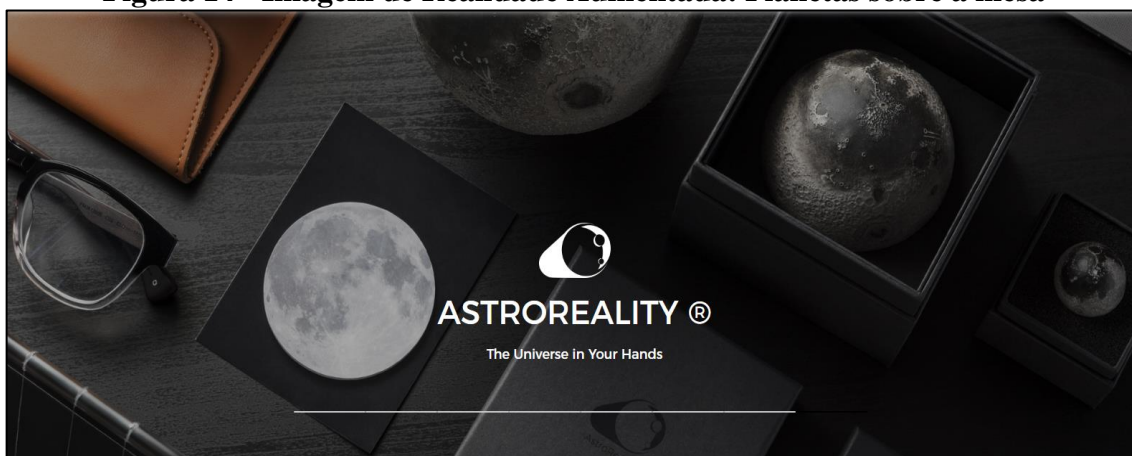 Figura 14 - Imagem de Realidade Aumentada: Planetas sobre a mesa
ASTROREALITY ®
The Universe in Your Hands